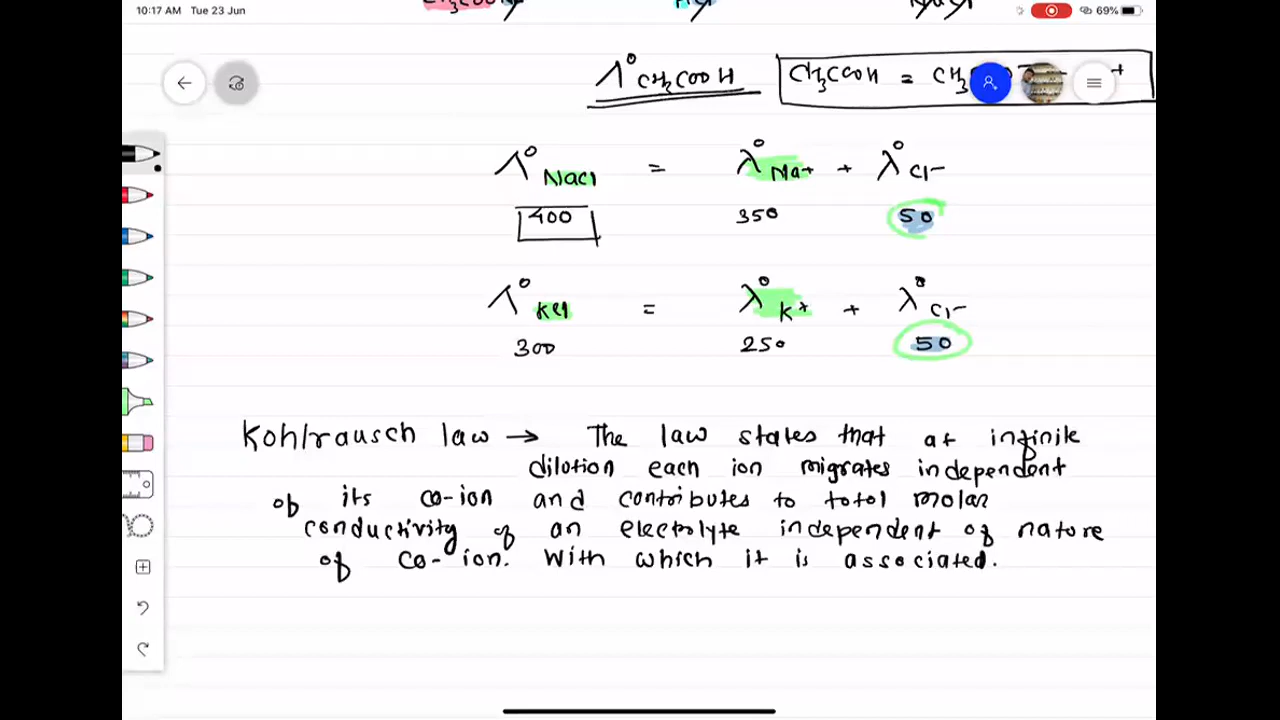 10:17 AM Tue 23 Jun
69%
Λ° CH3COOH
CH3COOH = CH3 +
Λ° NaCl = λ° Na+ + λ° Cl-
400 350 50
Λ° KCl = λ° K+ + λ° Cl-
300 250 50
Kohlrausch law → The law states that at infinite
dilution each ion migrates independent
of its co-ion and contributes to total molar
conductivity of an electrolyte independent of nature
of co-ion. With which it is associated.